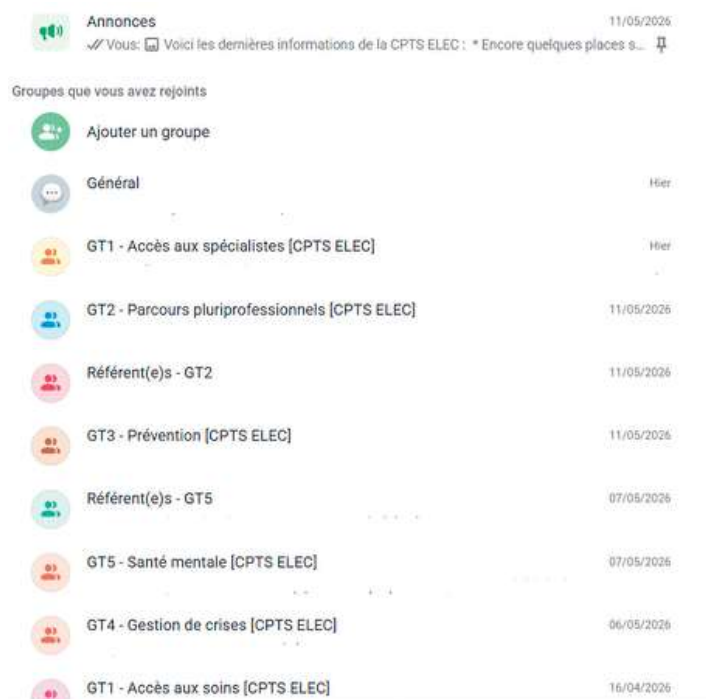 Annonces
11/05/2026
Vous: Voici les dernières informations de la CPTS ELEC : * Encore quelques places s...
Groupes que vous avez rejoints
Ajouter un groupe
Général
Hier
GT1 - Accès aux spécialistes [CPTS ELEC]
Hier
GT2 - Parcours pluriprofessionnels [CPTS ELEC]
11/05/2026
Référent(e)s - GT2
11/05/2026
GT3 - Prévention [CPTS ELEC]
11/05/2026
Référent(e)s - GT5
07/05/2026
GT5 - Santé mentale [CPTS ELEC]
07/05/2026
GT4 - Gestion de crises [CPTS ELEC]
06/05/2026
GT1 - Accès aux soins [CPTS ELEC]
16/04/2026